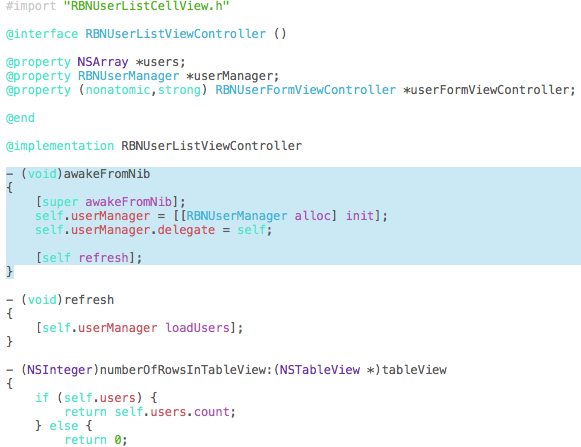 #import "RBNUserListCellView.h"
@interface RBNUserListViewController ()
@property NSArray *users;
@property RBNUserManager *userManager;
@property (nonatomic,strong) RBNUserFormViewController *userFormViewController;
@end
@implementation RBNUserListViewController
- (void)awakeFromNib
{
    [super awakeFromNib];
    self.userManager = [[RBNUserManager alloc] init];
    self.userManager.delegate = self;
    [self refresh];
}
- (void)refresh
{
    [self.userManager loadUsers];
}
- (NSInteger)numberOfRowsInTableView:(NSTableView *)tableView
{
    if (self.users) {
        return self.users.count;
    } else {
        return 0;